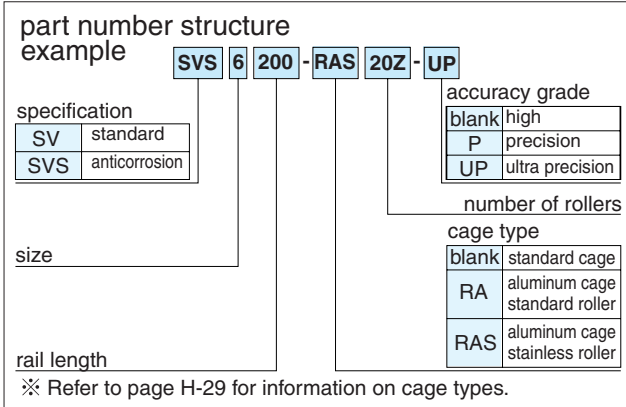 part number structure
example
SVS 6 200 - RAS 20Z - UP
specification
SV standard
SVS anticorrosion
size
rail length
accuracy grade
blank high
P precision
UP ultra precision
number of rollers
cage type
blank standard cage
RA aluminum cage
standard roller
RAS aluminum cage
stainless roller
※ Refer to page H-29 for information on cage types.